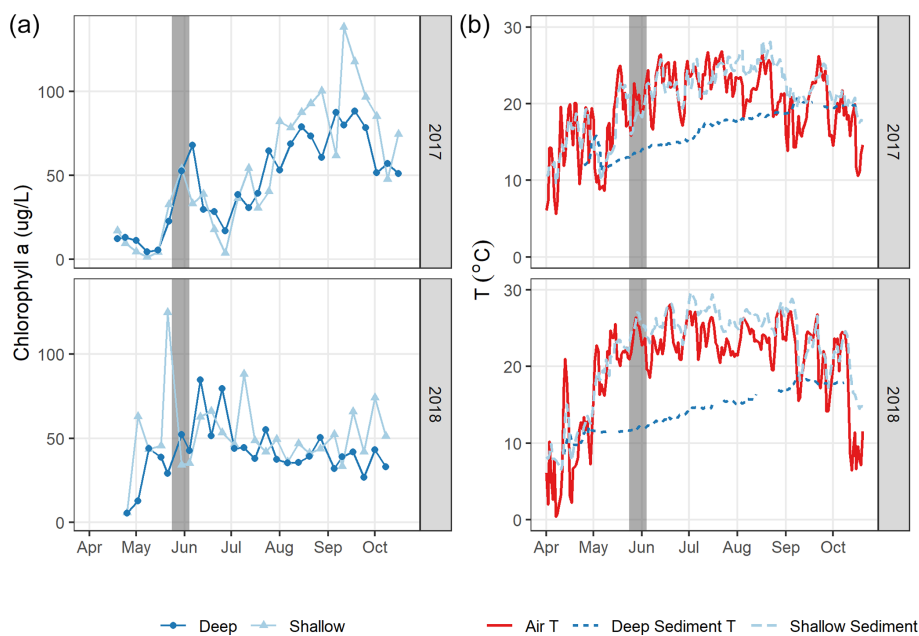 (a)
(b)
Chlorophyll a (ug/L)
100
50
0
2017
100
50
0
2018
Apr May Jun Jul Aug Sep Oct
Deep Shallow
T (°C)
30
20
10
0
2017
30
20
10
0
2018
Apr May Jun Jul Aug Sep Oct
Air T Deep Sediment T Shallow Sediment